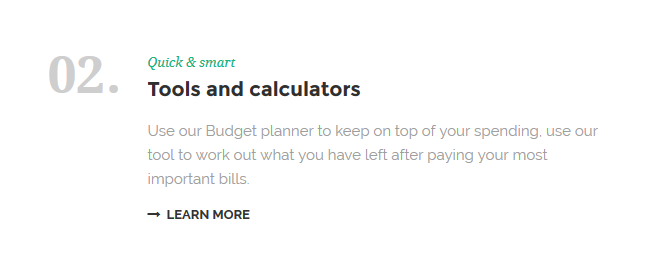 02.
Quick & smart
Tools and calculators
Use our Budget planner to keep on top of your spending, use our
tool to work out what you have left after paying your most
important bills.
→ LEARN MORE